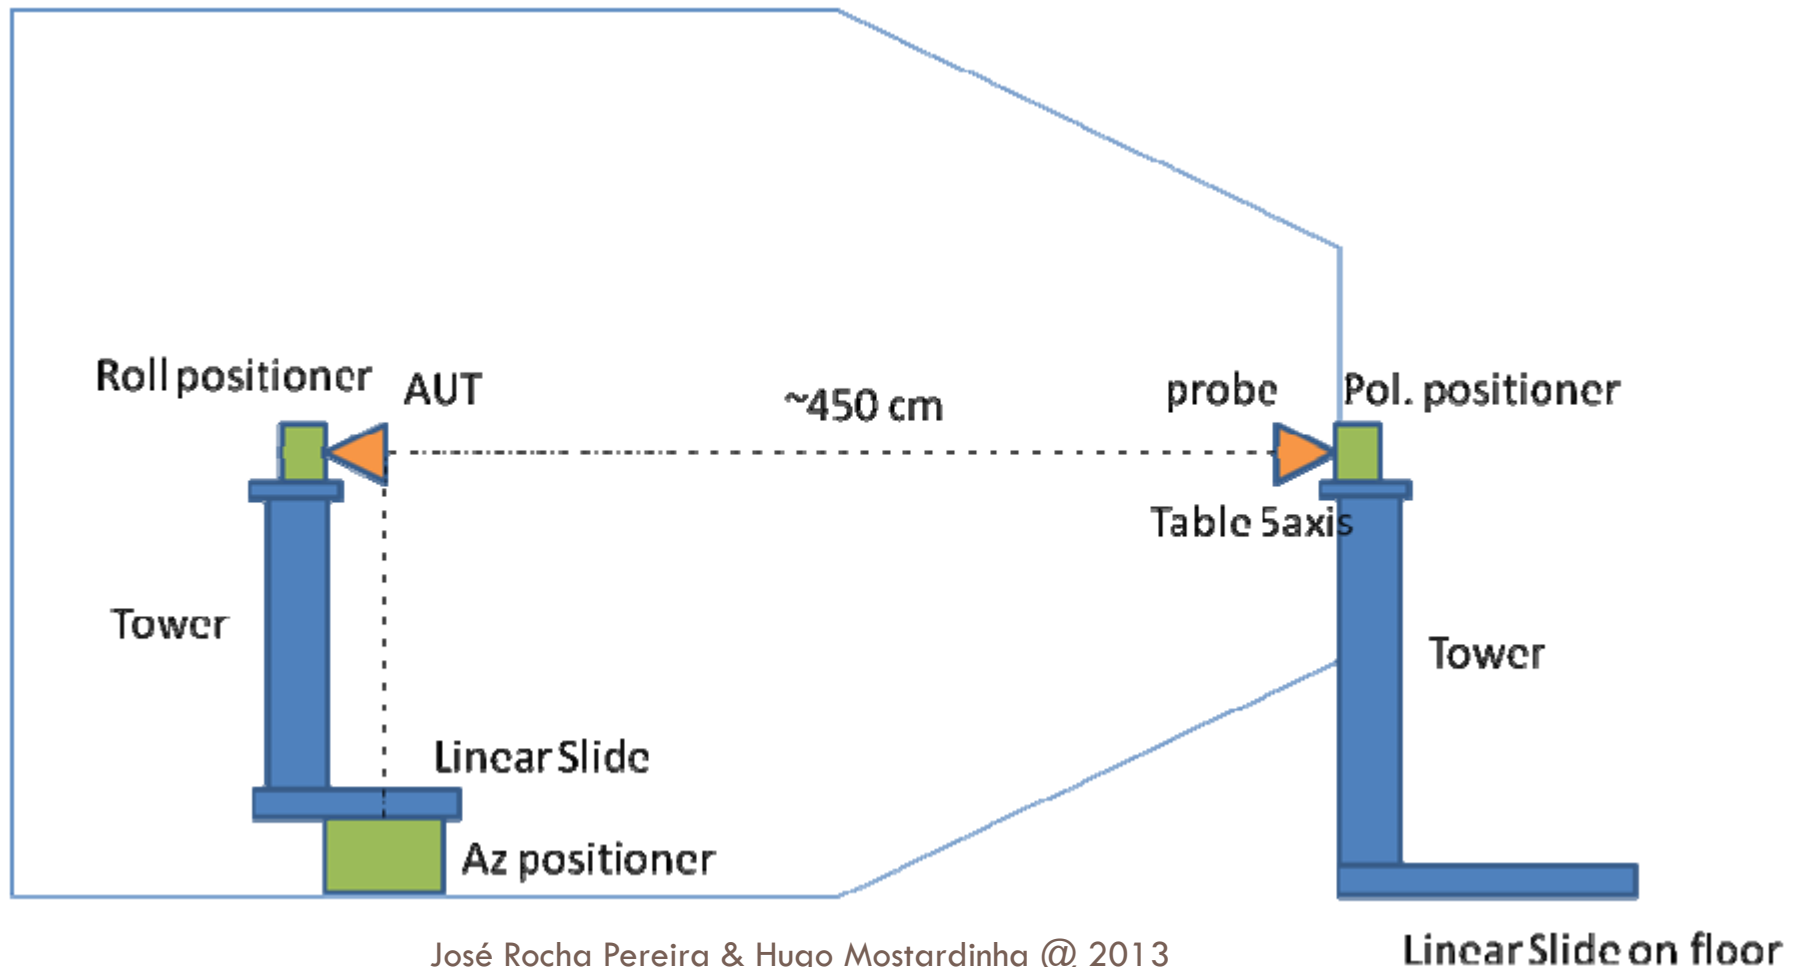 Roll positioner
AUT
~450 cm
probe
Pol. positioner
Table 5axis
Tower
Tower
Linear Slide
Az positioner
José Rocha Pereira & Hugo Mostardinha @ 2013
Linear Slide on floor